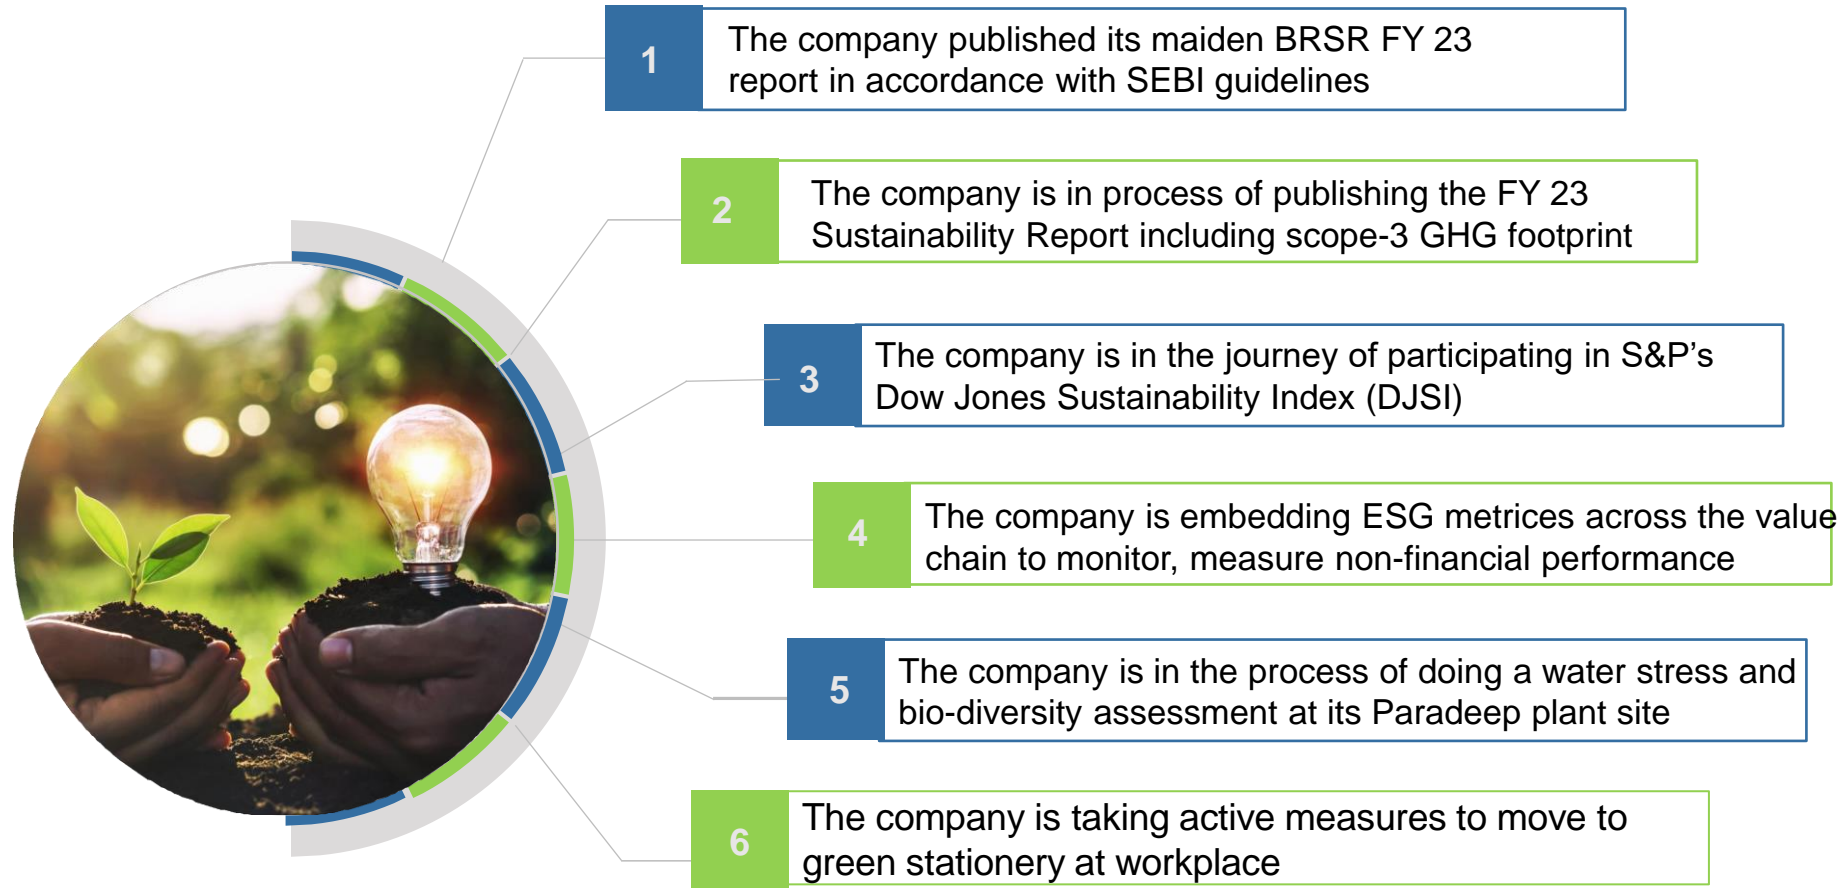 1
The company published its maiden BRSR FY 23
report in accordance with SEBI guidelines
2
The company is in process of publishing the FY 23
Sustainability Report including scope-3 GHG footprint
3
The company is in the journey of participating in S&P’s
Dow Jones Sustainability Index (DJSI)
4
The company is embedding ESG metrices across the value
chain to monitor, measure non-financial performance
5
The company is in the process of doing a water stress and
bio-diversity assessment at its Paradeep plant site
6
The company is taking active measures to move to
green stationery at workplace